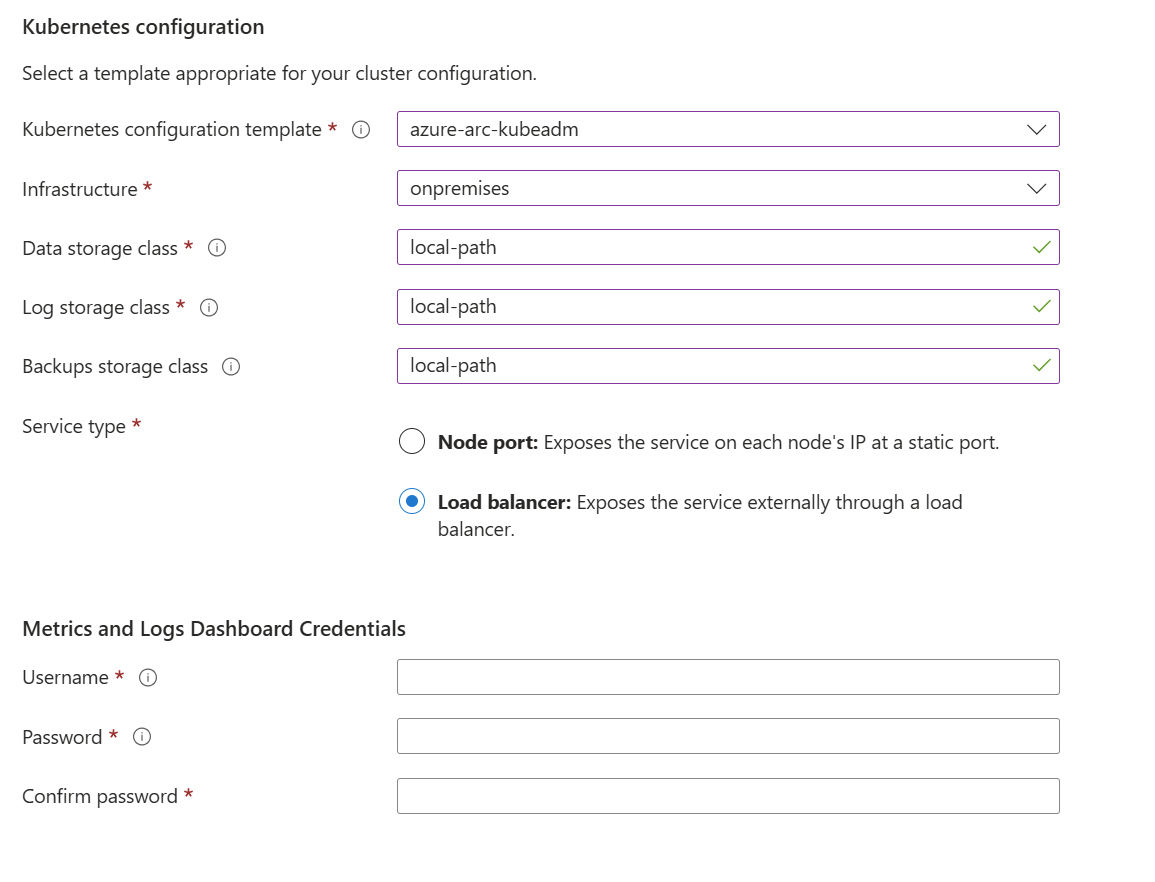 Kubernetes configuration
Select a template appropriate for your cluster configuration.
Kubernetes configuration template * azure-arc-kubeadm
Infrastructure * onpremises
Data storage class * local-path
Log storage class * local-path
Backups storage class local-path
Service type *
Node port: Exposes the service on each node's IP at a static port.
Load balancer: Exposes the service externally through a load
balancer.
Metrics and Logs Dashboard Credentials
Username *
Password *
Confirm password *